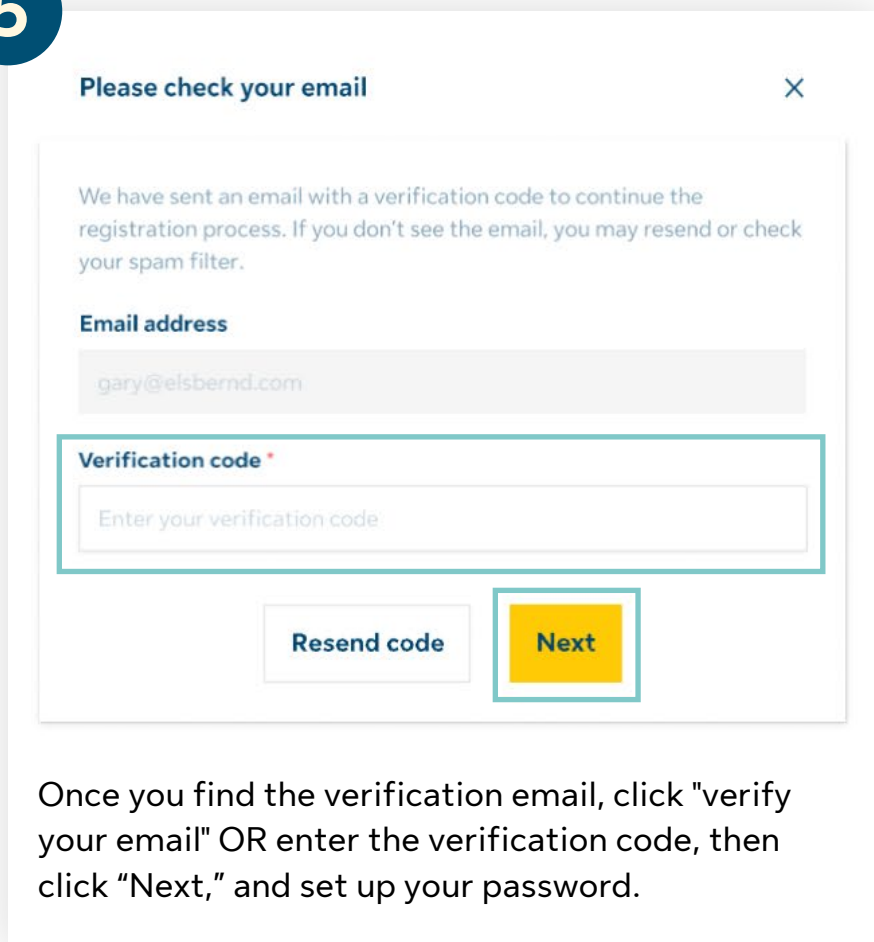 Please check your email
We have sent an email with a verification code to continue the
registration process. If you don't see the email, you may resend or check
your spam filter.
Email address
gary@elsbernd.com
Verification code *
Enter your verification code
Resend code
Next
Once you find the verification email, click "verify
your email" OR enter the verification code, then
click “Next,” and set up your password.